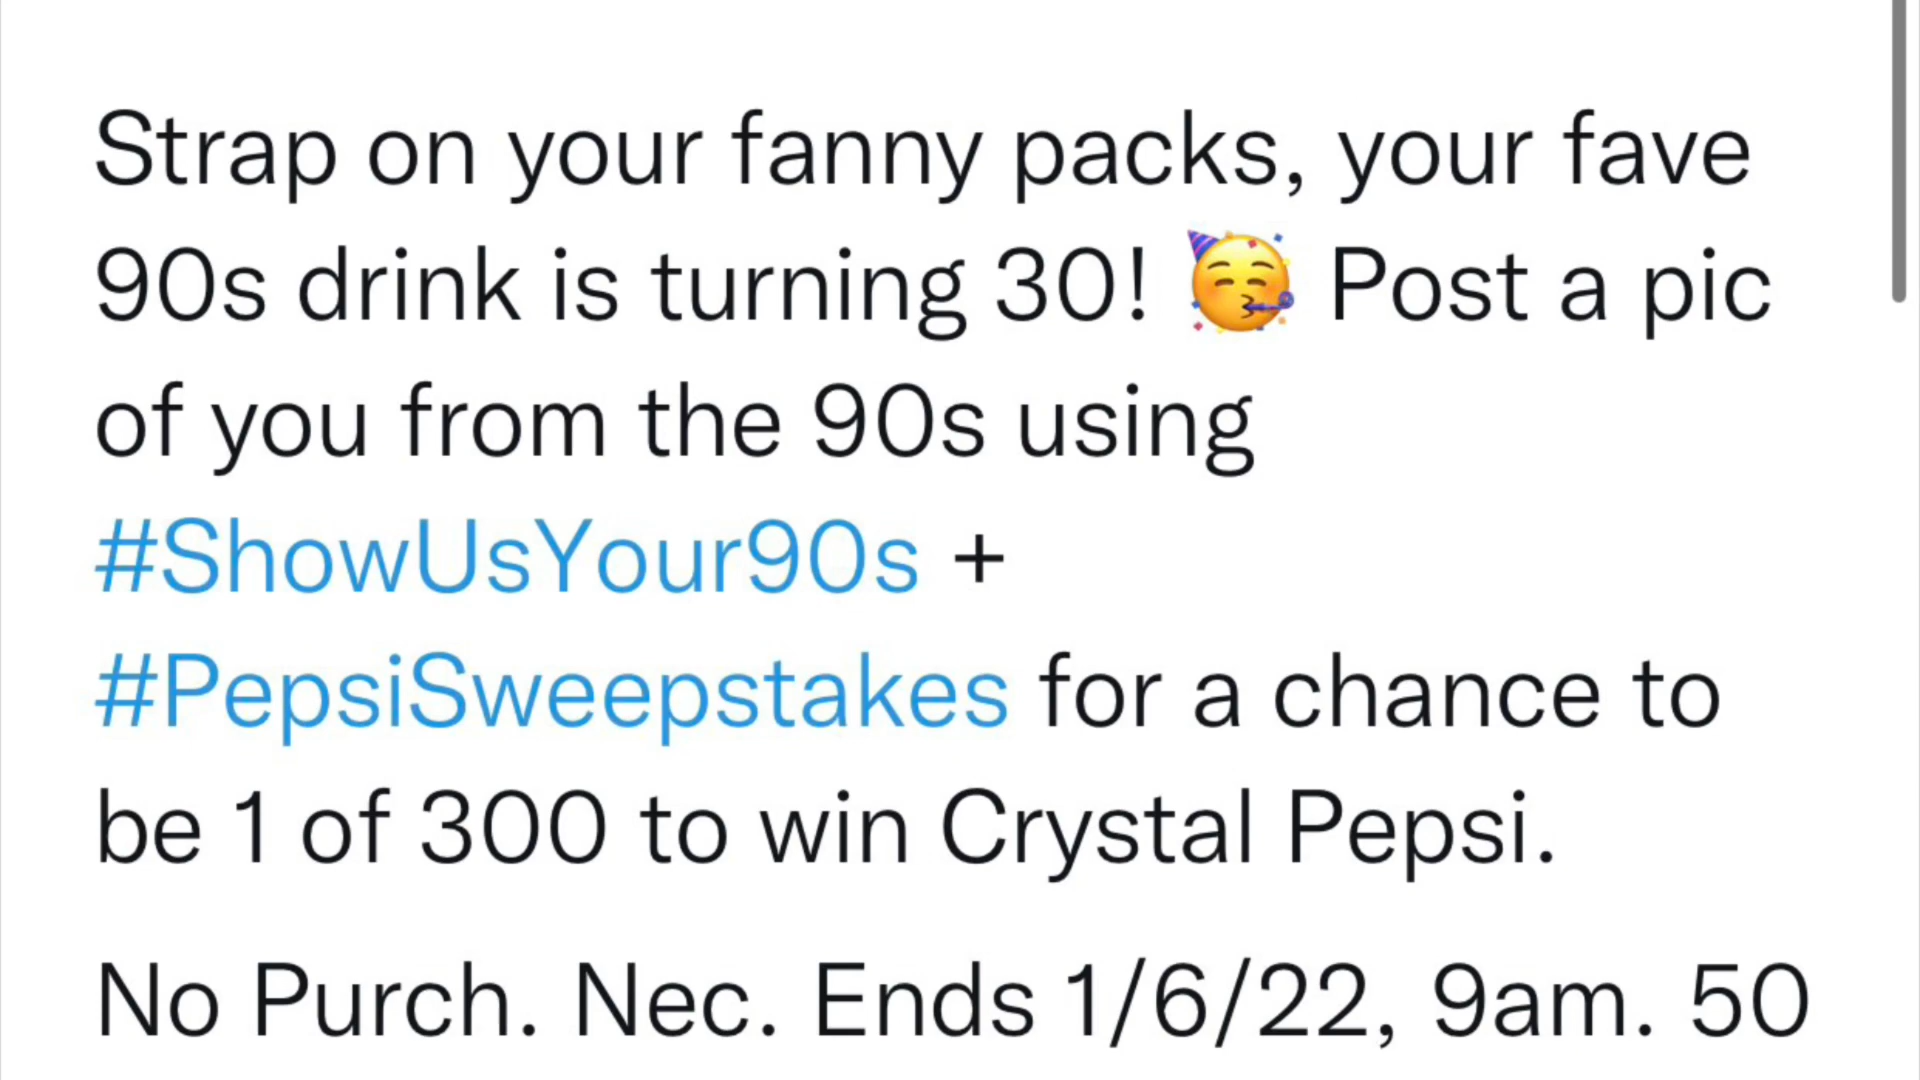 Strap on your fanny packs, your fave
90s drink is turning 30! 🥳 Post a pic
of you from the 90s using
#ShowUsYour90s +
#PepsiSweepstakes for a chance to
be 1 of 300 to win Crystal Pepsi.
No Purch. Nec. Ends 1/6/22, 9am. 50